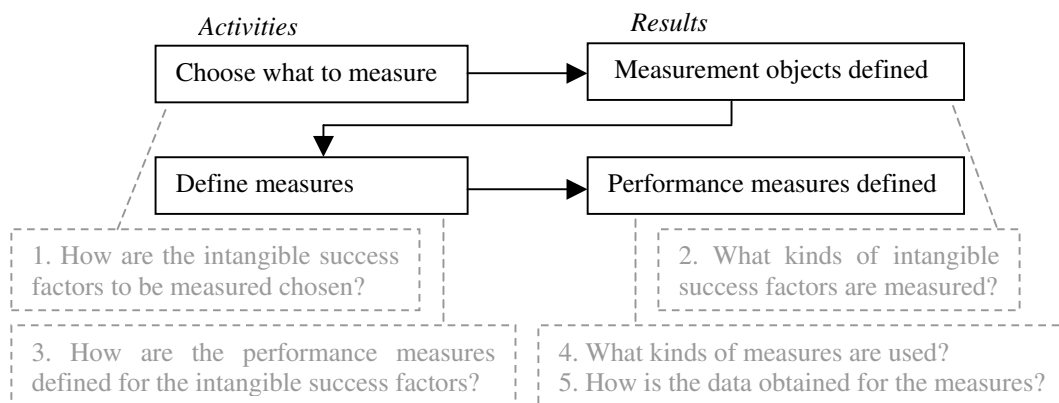 Activities
Results
Choose what to measure
Measurement objects defined
Define measures
Performance measures defined
1. How are the intangible success
factors to be measured chosen?
2. What kinds of intangible
success factors are measured?
3. How are the performance measures
defined for the intangible success factors?
4. What kinds of measures are used?
5. How is the data obtained for the measures?